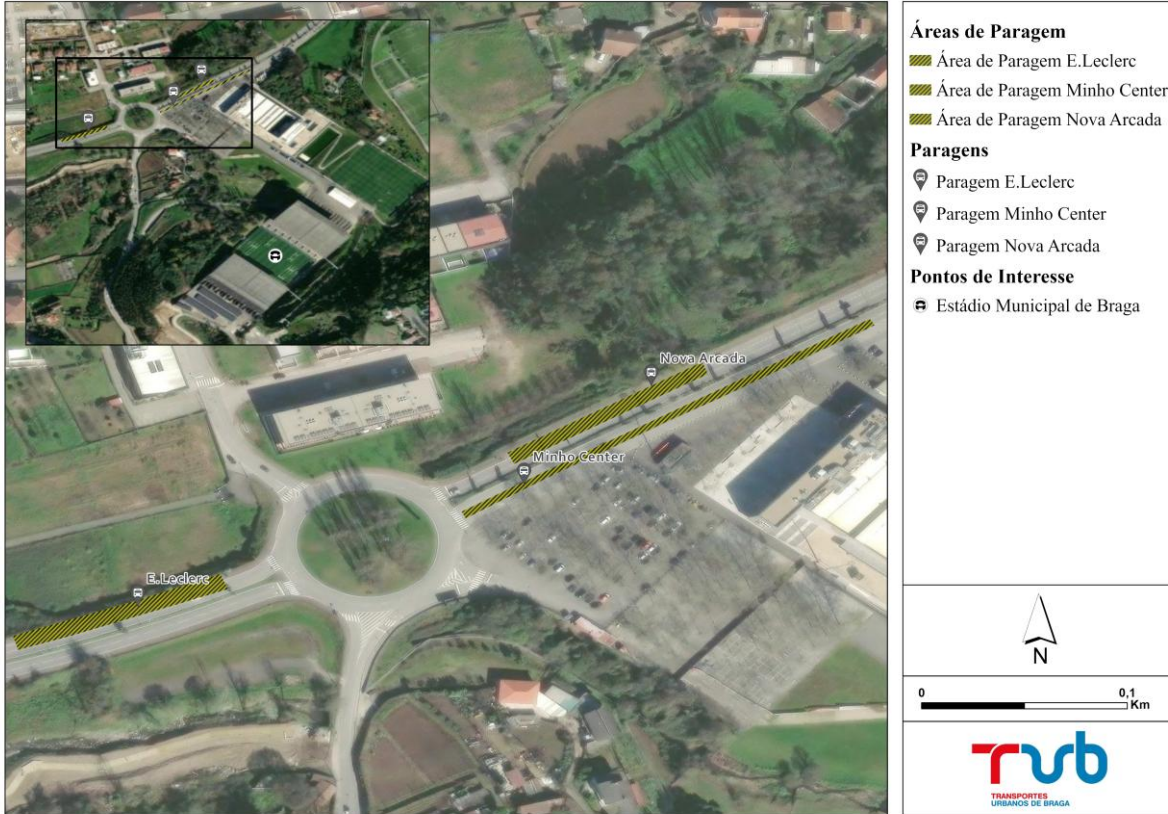 Nova Arcada
Minho Center
E.Leclerc
Áreas de Paragem
Área de Paragem E.Leclerc
Área de Paragem Minho Center
Área de Paragem Nova Arcada
Paragens
Paragem E.Leclerc
Paragem Minho Center
Paragem Nova Arcada
Pontos de Interesse
Estádio Municipal de Braga
N
0 0,1
Km
TUB
TRANSPORTES
URBANOS DE BRAGA